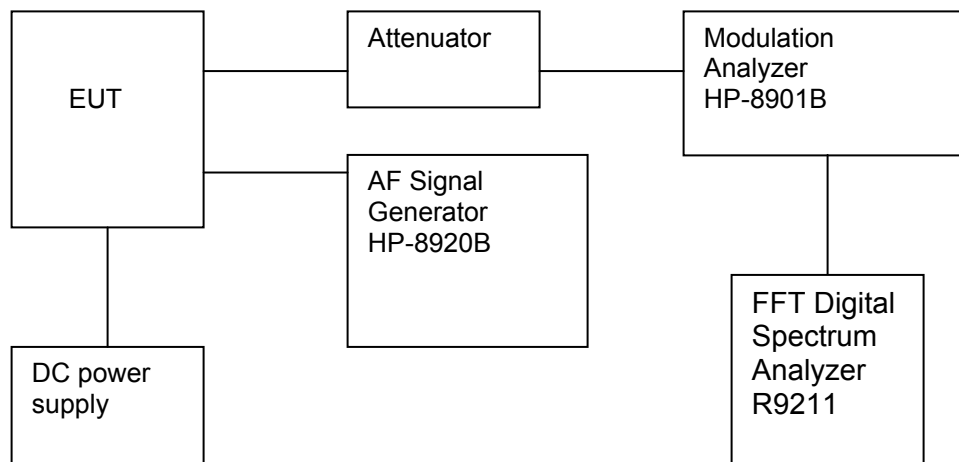 EUT
Attenuator
Modulation
Analyzer
HP-8901B
AF Signal
Generator
HP-8920B
DC power
supply
FFT Digital
Spectrum
Analyzer
R9211